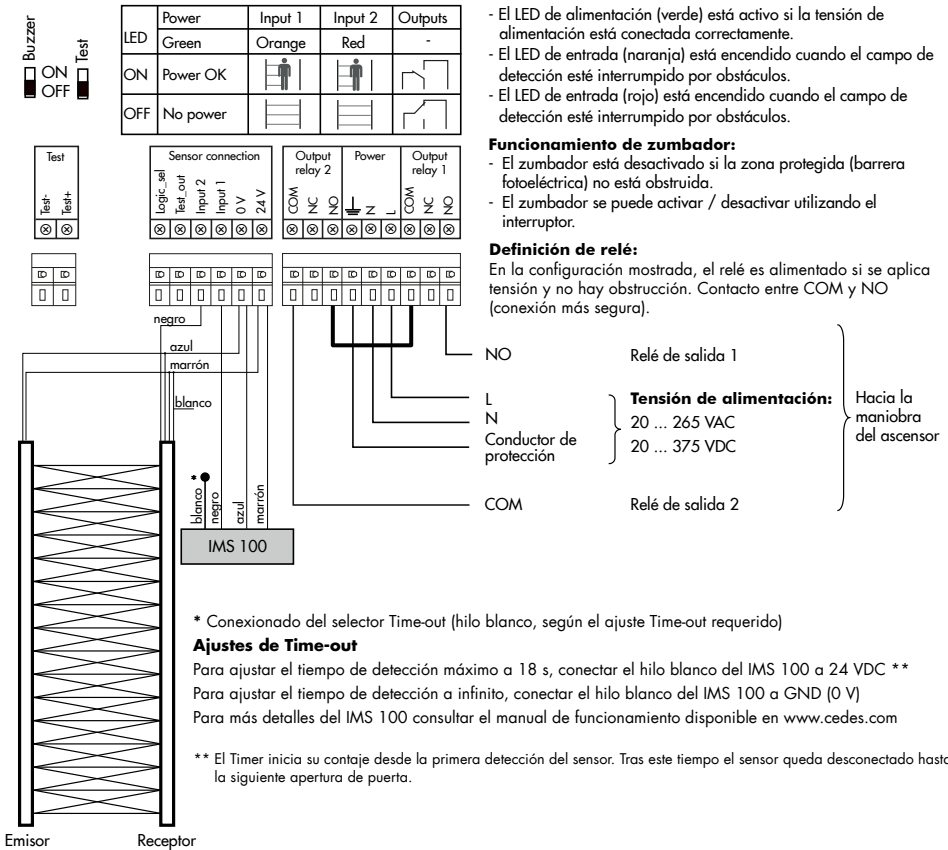 Buzzer
Test
ON
OFF
LED Power Input 1 Input 2 Outputs
Green Orange Red -
ON Power OK
OFF No power
- El LED de alimentación (verde) está activo si la tensión de
alimentación está conectada correctamente.
- El LED de entrada (naranja) está encendido cuando el campo de
detección esté interrumpido por obstáculos.
- El LED de entrada (rojo) está encendido cuando el campo de
detección esté interrumpido por obstáculos.
Funcionamiento de zumbador:
- El zumbador está desactivado si la zona protegida (barrera
fotoeléctrica) no está obstruida.
- El zumbador se puede activar / desactivar utilizando el
interruptor.
Definición de relé:
En la configuración mostrada, el relé es alimentado si se aplica
tensión y no hay obstrucción. Contacto entre COM y NO
(conexión más segura).
Test
Test-
Test+
Sensor connection
Logic_sel
Test_out
Input 2
Input 1
0 V
24 V
Output
relay 2
Power
Output
relay 1
COM
NC
NO
N
L
COM
NC
NO
negro
azul
marrón
blanco
NO Relé de salida 1
L Tensión de alimentación:
N 20 ... 265 VAC
Conductor de
protección
20 ... 375 VDC
COM Relé de salida 2
Hacia la
maniobra
del ascensor
*
blanco
negro
azul
marrón
IMS 100
* Conexionado del selector Time-out (hilo blanco, según el ajuste Time-out requerido)
Ajustes de Time-out
Para ajustar el tiempo de detección máximo a 18 s, conectar el hilo blanco del IMS 100 a 24 VDC **
Para ajustar el tiempo de detección a infinito, conectar el hilo blanco del IMS 100 a GND (0 V)
Para más detalles del IMS 100 consultar el manual de funcionamiento disponible en www.cedes.com
** El Timer inicia su contaje desde la primera detección del sensor. Tras este tiempo el sensor queda desconectado hasta
la siguiente apertura de puerta.
Emisor
Receptor